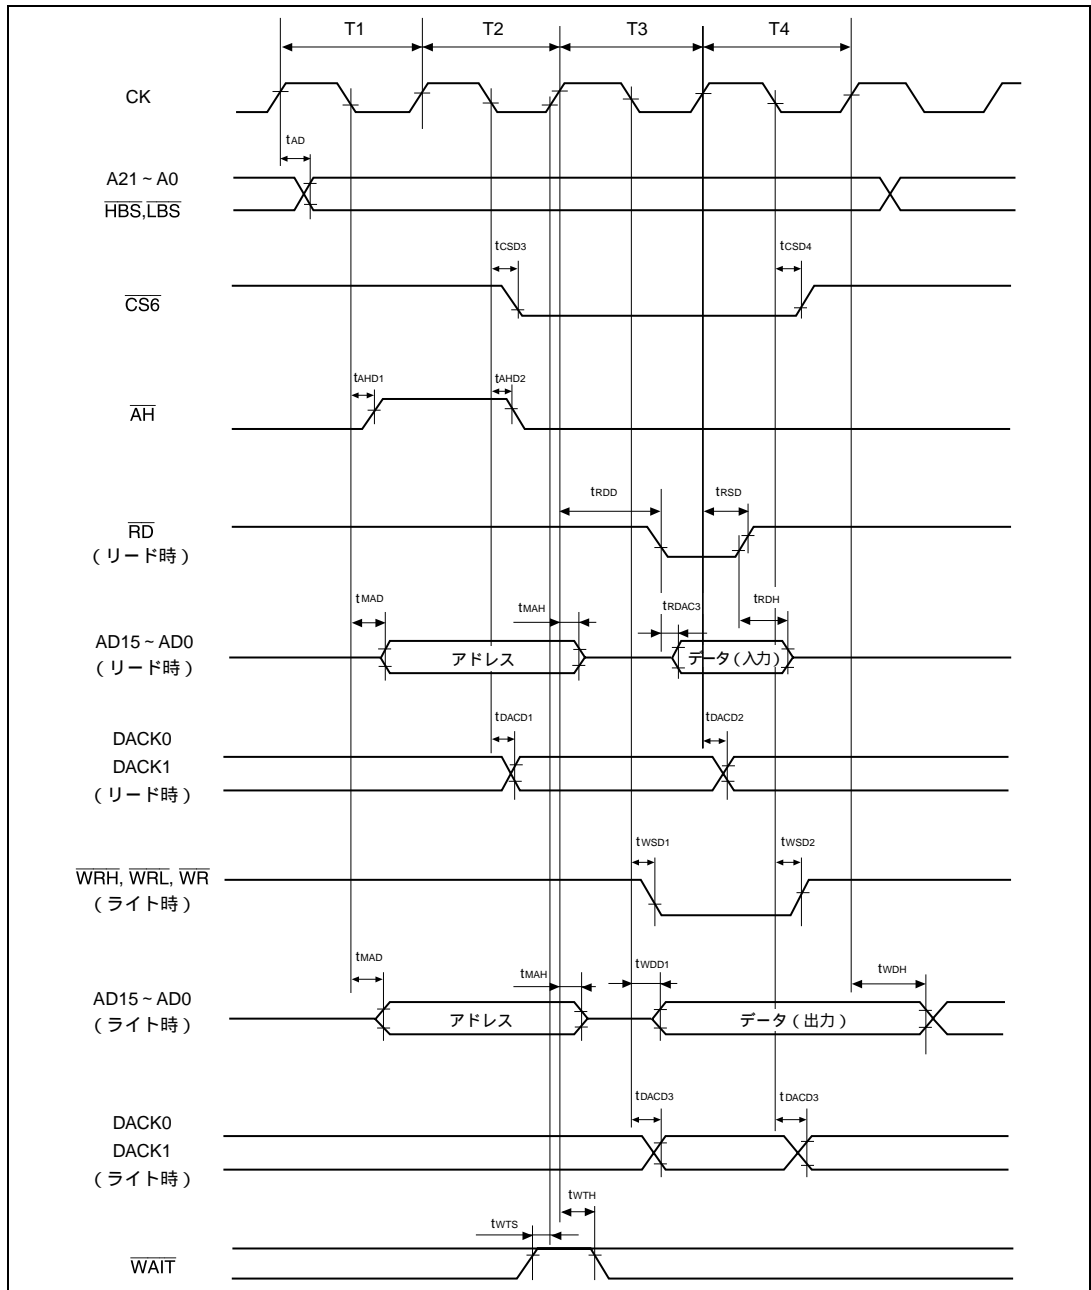 T1 T2 T3 T4
CK
tAD
A21 ~ A0
HBS,LBS
tCSD3 tCSD4
CS6
tAHD1 tAHD2
AH
tRDD tRSD
RD
(リード時)
tMAD tMAH tRDAC3 tRDH
AD15 ~ AD0
(リード時)
アドレス データ(入力)
tDACD1 tDACD2
DACK0
DACK1
(リード時)
tWSD1 tWSD2
WRH, WRL, WR
(ライト時)
tMAD tMAH tWDD1 tWDH
AD15 ~ AD0
(ライト時)
アドレス データ(出力)
tDACD3 tDACD3
DACK0
DACK1
(ライト時)
tWTH
tWTS
WAIT